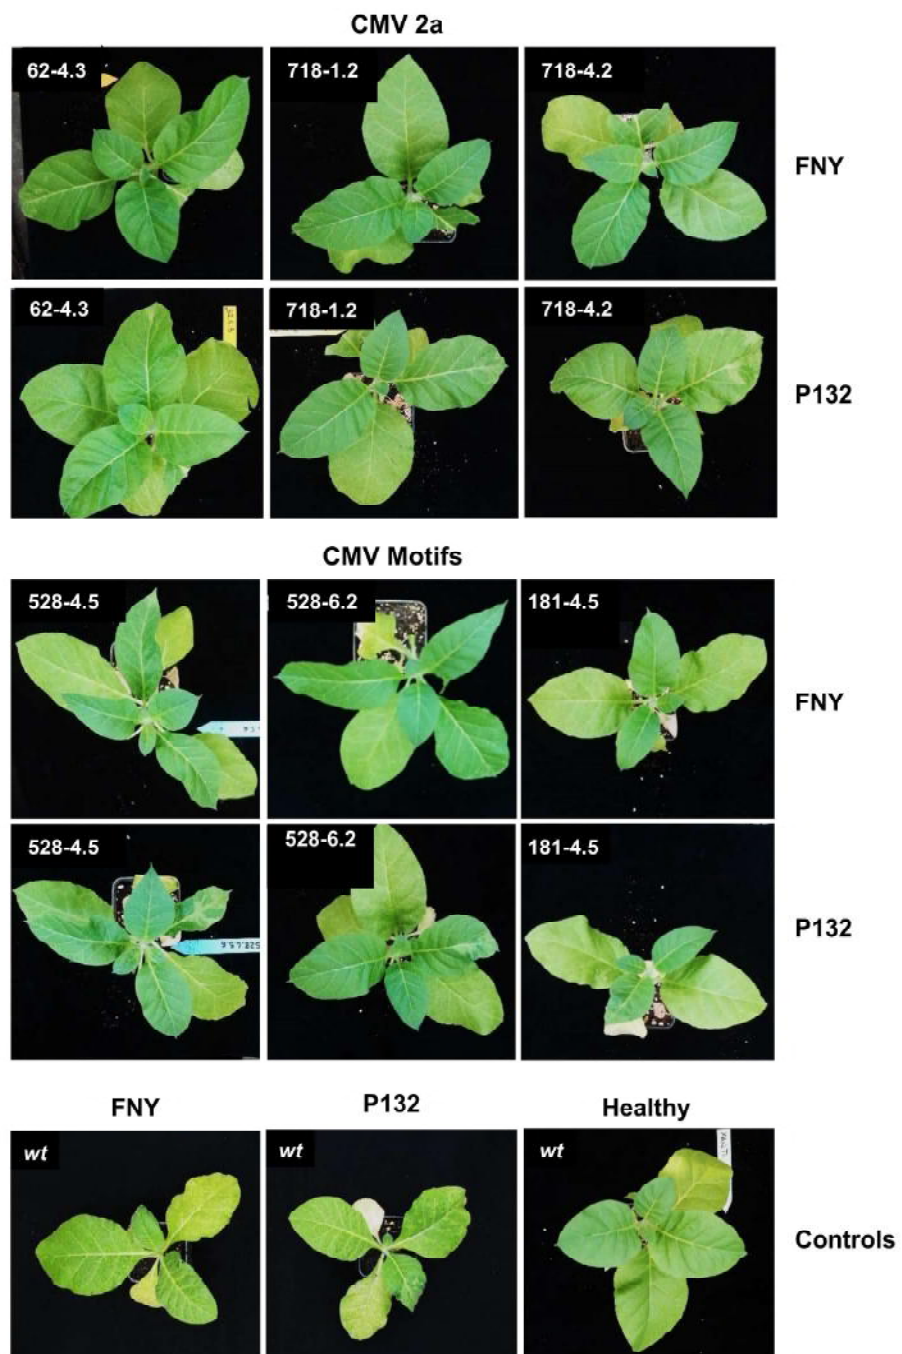 CMV 2a
62-4.3 718-1.2 718-4.2
FNY
62-4.3 718-1.2 718-4.2
P132
CMV Motifs
528-4.5 528-6.2 181-4.5
FNY
528-4.5 528-6.2 181-4.5
P132
FNY P132 Healthy
wt wt wt
Controls